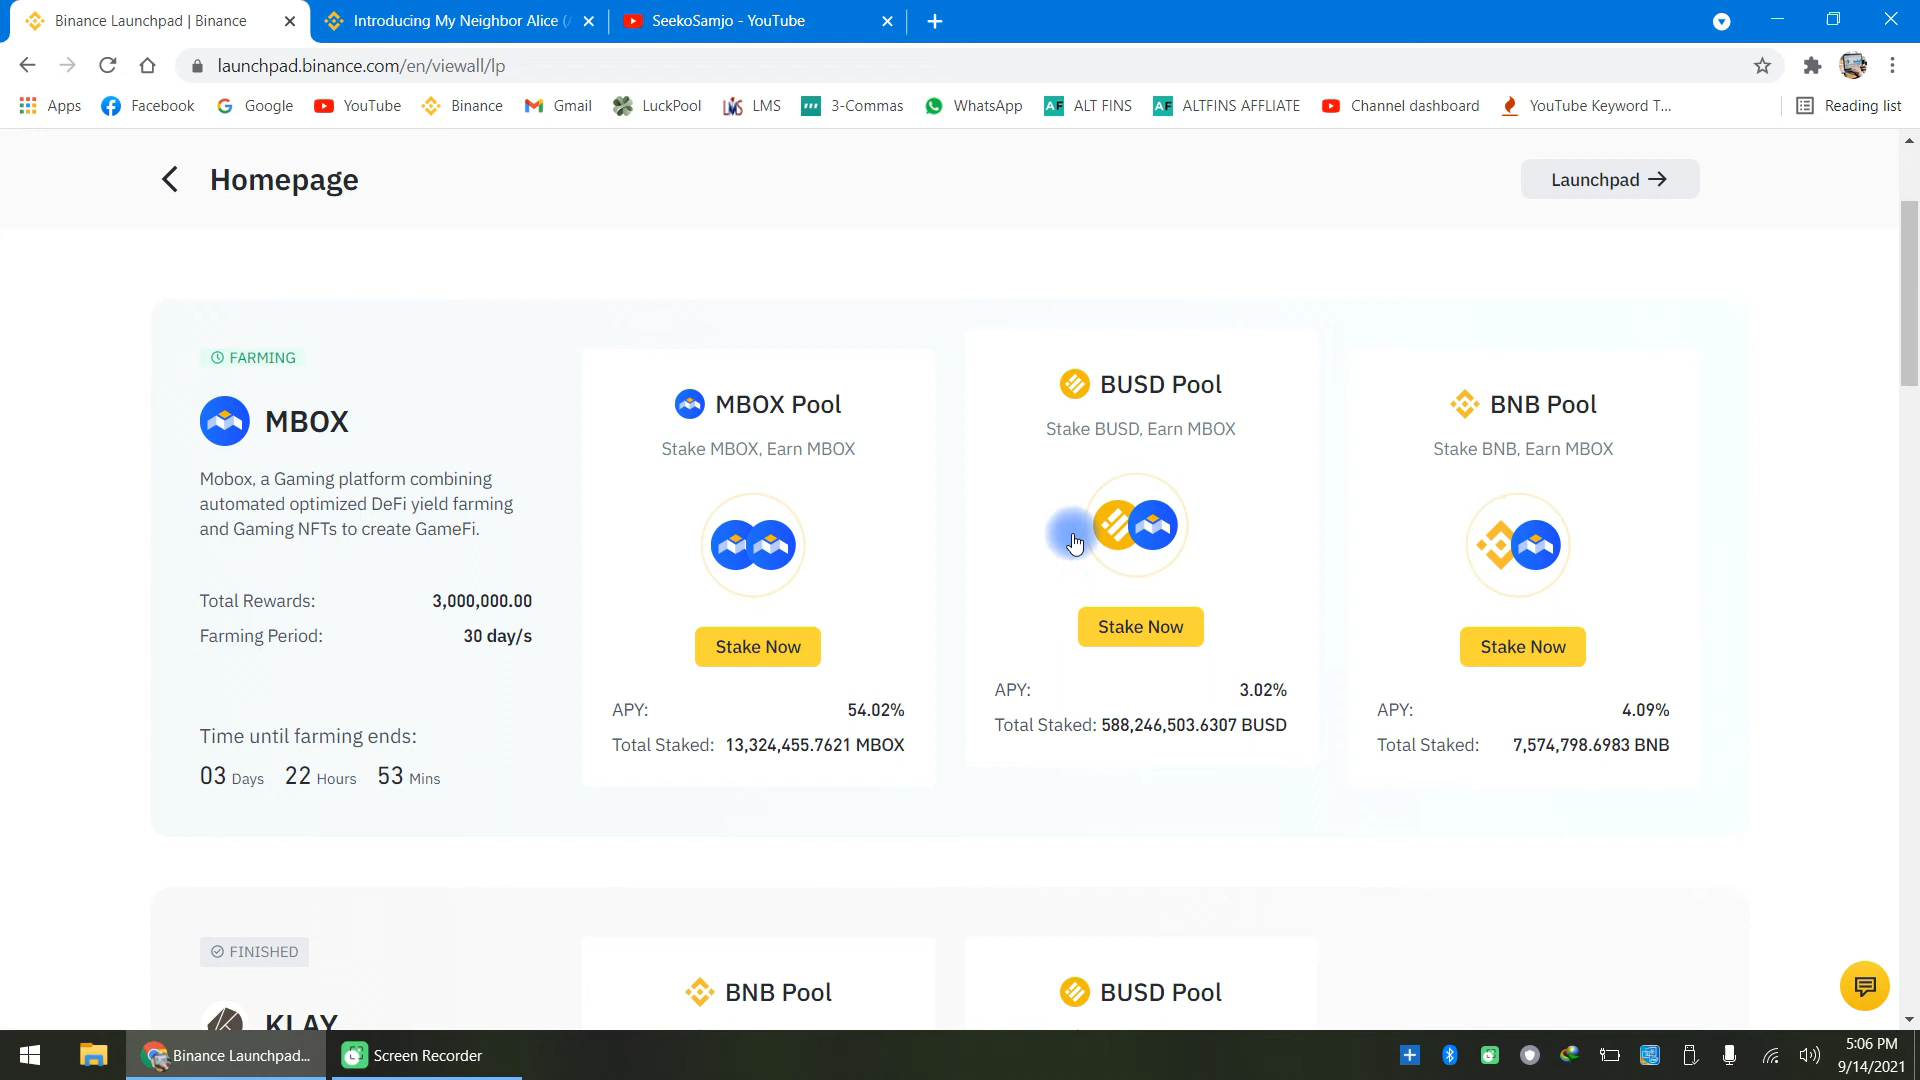 Binance Launchpad | Binance
Introducing My Neighbor Alice (
SeekoSamjo - YouTube
launchpad.binance.com/en/viewall/lp
Apps
Facebook
Google
YouTube
Binance
Gmail
LuckPool
LMS
3-Commas
WhatsApp
AF ALT FINS
AF ALTFINS AFFLIATE
Channel dashboard
YouTube Keyword T...
Reading list
Homepage
Launchpad →
FARMING
MBOX
Mobox, a Gaming platform combining
automated optimized DeFi yield farming
and Gaming NFTs to create GameFi.
Total Rewards: 3,000,000.00
Farming Period: 30 day/s
Time until farming ends:
03 Days 22 Hours 53 Mins
MBOX Pool
Stake MBOX, Earn MBOX
Stake Now
APY: 54.02%
Total Staked: 13,324,455.7621 MBOX
BUSD Pool
Stake BUSD, Earn MBOX
Stake Now
APY: 3.02%
Total Staked: 588,246,503.6307 BUSD
BNB Pool
Stake BNB, Earn MBOX
Stake Now
APY: 4.09%
Total Staked: 7,574,798.6983 BNB
FINISHED
KLAY
BNB Pool
BUSD Pool
Binance Launchpad...
Screen Recorder
5:06 PM
9/14/2021